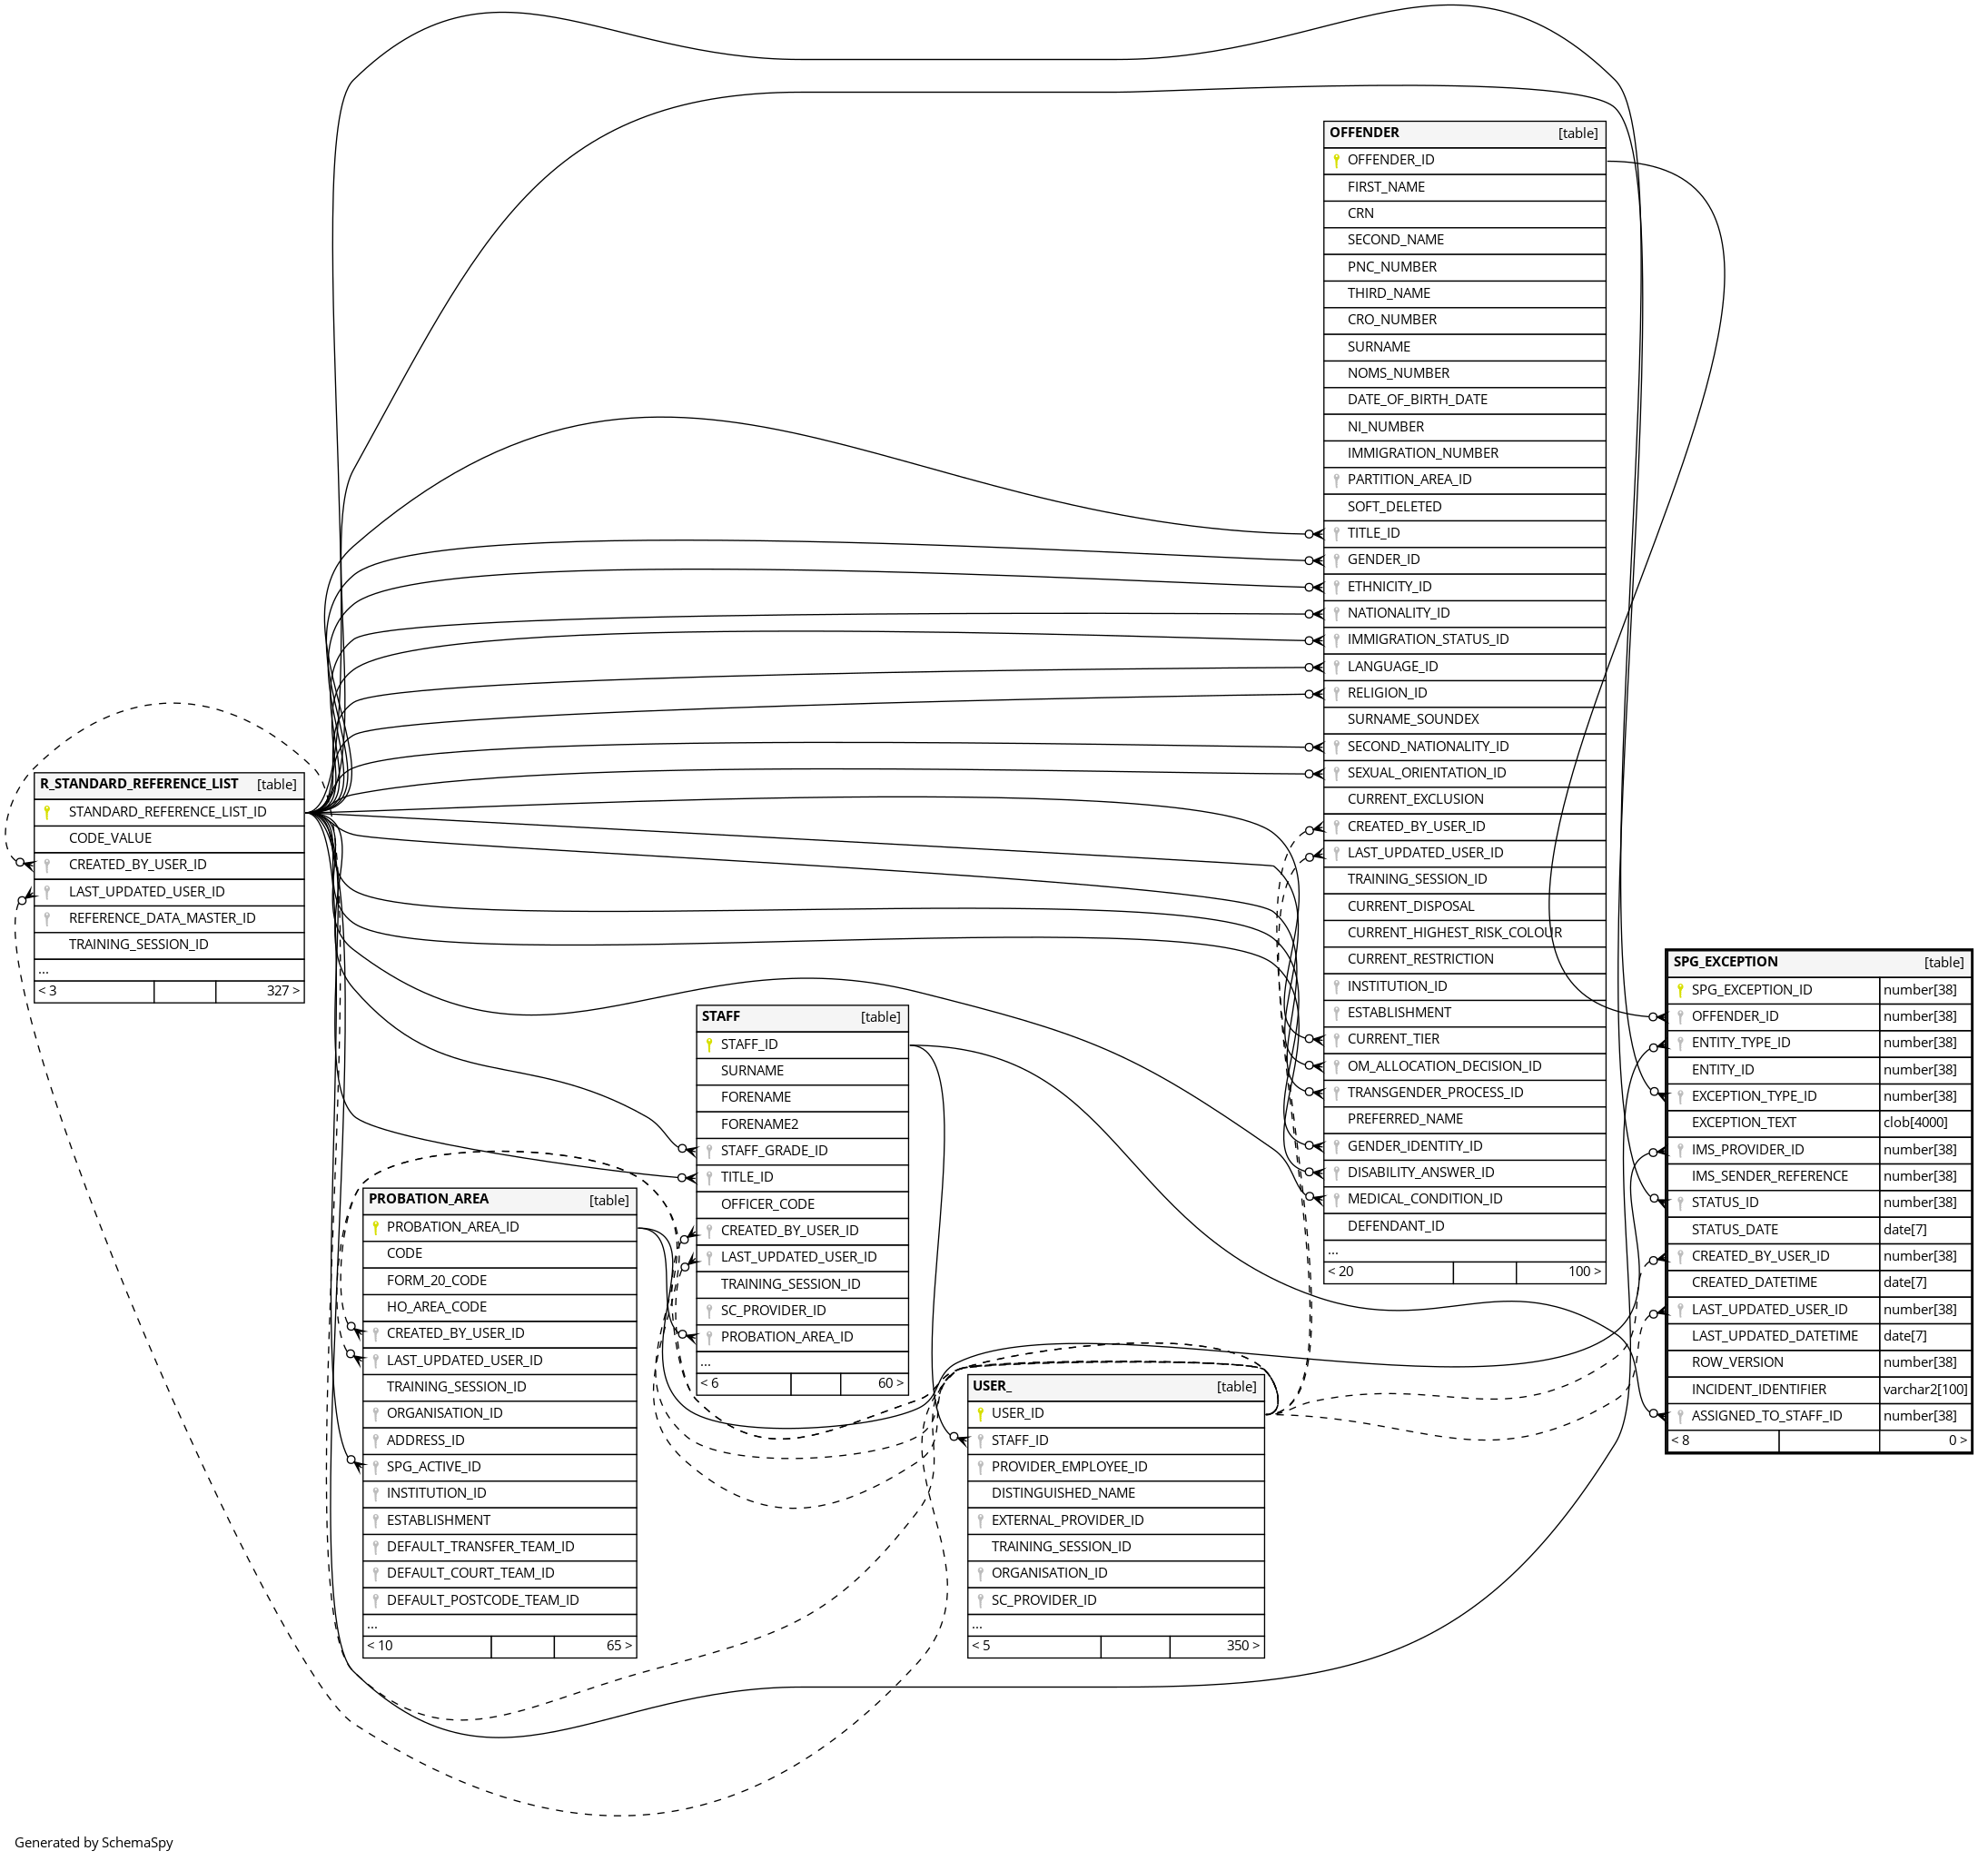 OFFENDER [table]
OFFENDER_ID
FIRST_NAME
CRN
SECOND_NAME
PNC_NUMBER
THIRD_NAME
CRO_NUMBER
SURNAME
NOMS_NUMBER
DATE_OF_BIRTH_DATE
NI_NUMBER
IMMIGRATION_NUMBER
PARTITION_AREA_ID
SOFT_DELETED
TITLE_ID
GENDER_ID
ETHNICITY_ID
NATIONALITY_ID
IMMIGRATION_STATUS_ID
LANGUAGE_ID
RELIGION_ID
SURNAME_SOUNDEX
SECOND_NATIONALITY_ID
SEXUAL_ORIENTATION_ID
CURRENT_EXCLUSION
CREATED_BY_USER_ID
LAST_UPDATED_USER_ID
TRAINING_SESSION_ID
CURRENT_DISPOSAL
CURRENT_HIGHEST_RISK_COLOUR
CURRENT_RESTRICTION
INSTITUTION_ID
ESTABLISHMENT
CURRENT_TIER
OM_ALLOCATION_DECISION_ID
TRANSGENDER_PROCESS_ID
PREFERRED_NAME
GENDER_IDENTITY_ID
DISABILITY_ANSWER_ID
MEDICAL_CONDITION_ID
DEFENDANT_ID
...
< 20 100 >
R_STANDARD_REFERENCE_LIST [table]
STANDARD_REFERENCE_LIST_ID
CODE_VALUE
CREATED_BY_USER_ID
LAST_UPDATED_USER_ID
REFERENCE_DATA_MASTER_ID
TRAINING_SESSION_ID
...
< 3 327 >
SPG_EXCEPTION [table]
SPG_EXCEPTION_ID number[38]
OFFENDER_ID number[38]
ENTITY_TYPE_ID number[38]
ENTITY_ID number[38]
EXCEPTION_TYPE_ID number[38]
EXCEPTION_TEXT clob[4000]
IMS_PROVIDER_ID number[38]
IMS_SENDER_REFERENCE number[38]
STATUS_ID number[38]
STATUS_DATE date[7]
CREATED_BY_USER_ID number[38]
CREATED_DATETIME date[7]
LAST_UPDATED_USER_ID number[38]
LAST_UPDATED_DATETIME date[7]
ROW_VERSION number[38]
INCIDENT_IDENTIFIER varchar2[100]
ASSIGNED_TO_STAFF_ID number[38]
< 8 0 >
STAFF [table]
STAFF_ID
SURNAME
FORENAME
FORENAME2
STAFF_GRADE_ID
TITLE_ID
OFFICER_CODE
CREATED_BY_USER_ID
LAST_UPDATED_USER_ID
TRAINING_SESSION_ID
SC_PROVIDER_ID
PROBATION_AREA_ID
...
< 6 60 >
PROBATION_AREA [table]
PROBATION_AREA_ID
CODE
FORM_20_CODE
HO_AREA_CODE
CREATED_BY_USER_ID
LAST_UPDATED_USER_ID
TRAINING_SESSION_ID
ORGANISATION_ID
ADDRESS_ID
SPG_ACTIVE_ID
INSTITUTION_ID
ESTABLISHMENT
DEFAULT_TRANSFER_TEAM_ID
DEFAULT_COURT_TEAM_ID
DEFAULT_POSTCODE_TEAM_ID
...
< 10 65 >
USER_ [table]
USER_ID
STAFF_ID
PROVIDER_EMPLOYEE_ID
DISTINGUISHED_NAME
EXTERNAL_PROVIDER_ID
TRAINING_SESSION_ID
ORGANISATION_ID
SC_PROVIDER_ID
...
< 5 350 >
Generated by SchemaSpy